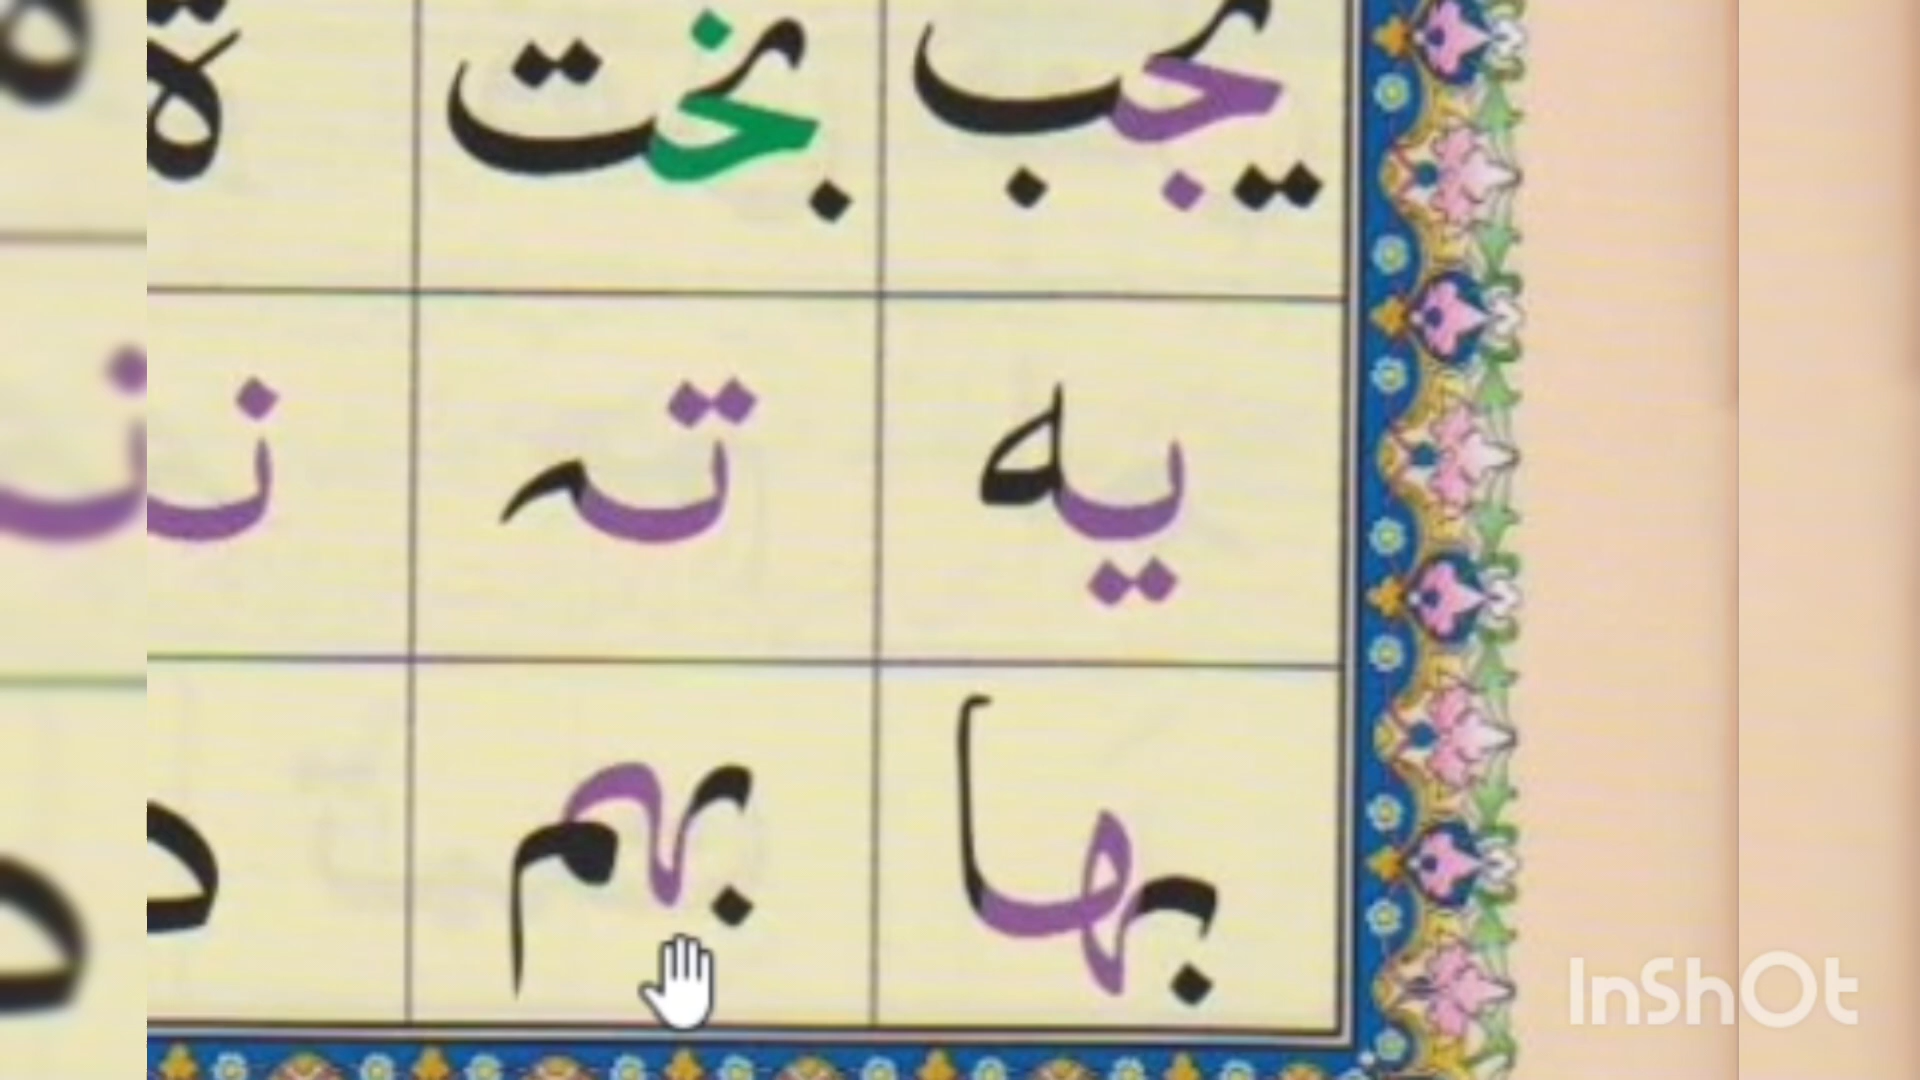 يجب بخت ة
يه ته ن
بها بهم
InShOt